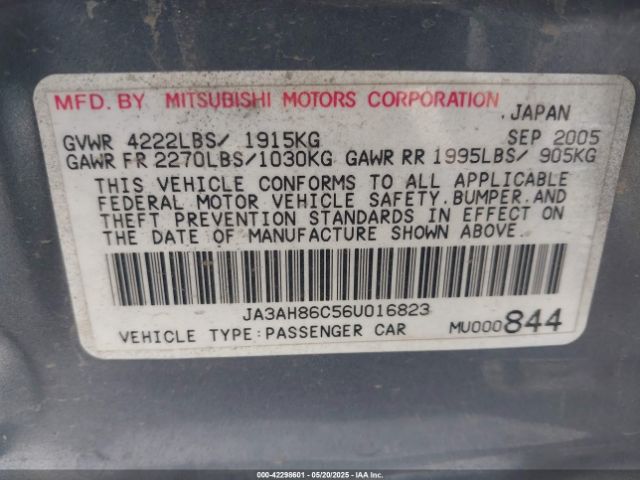 MFD. BY MITSUBISHI MOTORS CORPORATION
, JAPAN
GVWR 4222LBS/ 1915KG SEP 2005
GAWR FR 2270LBS/1030KG GAWR RR 1995LBS/ 905KG
THIS VEHICLE CONFORMS TO ALL APPLICABLE
FEDERAL MOTOR VEHICLE SAFETY, BUMPER, AND
THEFT PREVENTION STANDARDS IN EFFECT ON
THE DATE OF MANUFACTURE SHOWN ABOVE.
JA3AH86C56U016823
VEHICLE TYPE:PASSENGER CAR MU000844
000-42298601 - 05/20/2025 - IAAI.COM